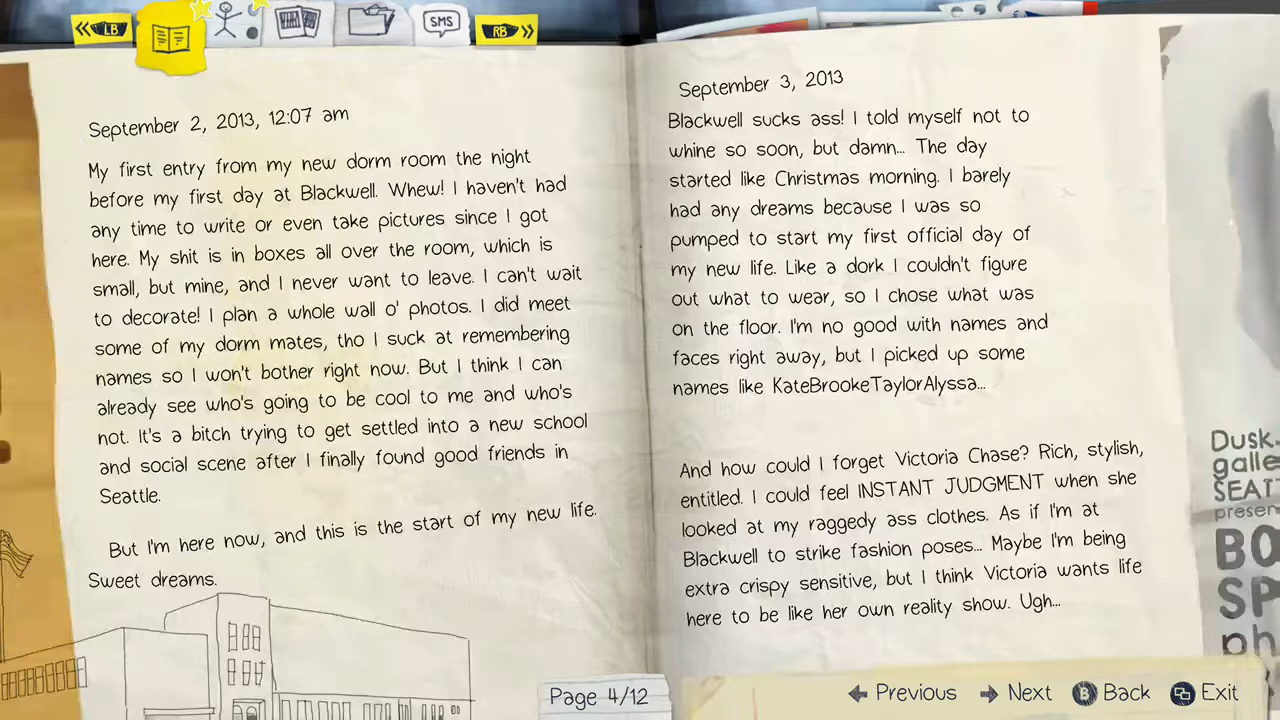 LB
SMS
RB
September 2, 2013, 12:07 am
My first entry from my new dorm room the night
before my first day at Blackwell. Whew! I haven't had
any time to write or even take pictures since I got
here. My shit is in boxes all over the room, which is
small, but mine, and I never want to leave. I can't wait
to decorate! I plan a whole wall o' photos. I did meet
some of my dorm mates, tho I suck at remembering
names so I won't bother right now. But I think I can
already see who's going to be cool to me and who's
not. It's a bitch trying to get settled into a new school
and social scene after I finally found good friends in
Seattle.
But I'm here now, and this is the start of my new life.
Sweet dreams.
September 3, 2013
Blackwell sucks ass! I told myself not to
whine so soon, but damn... The day
started like Christmas morning. I barely
had any dreams because I was so
pumped to start my first official day of
my new life. Like a dork I couldn't figure
out what to wear, so I chose what was
on the floor. I'm no good with names and
faces right away, but I picked up some
names like KateBrookeTaylorAlyssa...
And how could I forget Victoria Chase? Rich, stylish,
entitled. I could feel INSTANT JUDGMENT when she
looked at my raggedy ass clothes. As if I'm at
Blackwell to strike fashion poses... Maybe I'm being
extra crispy sensitive, but I think Victoria wants life
here to be like her own reality show. Ugh...
Dusk
galle
SEAT
presen
BO
SP
ph
Page 4/12
Previous
Next
B Back
Exit